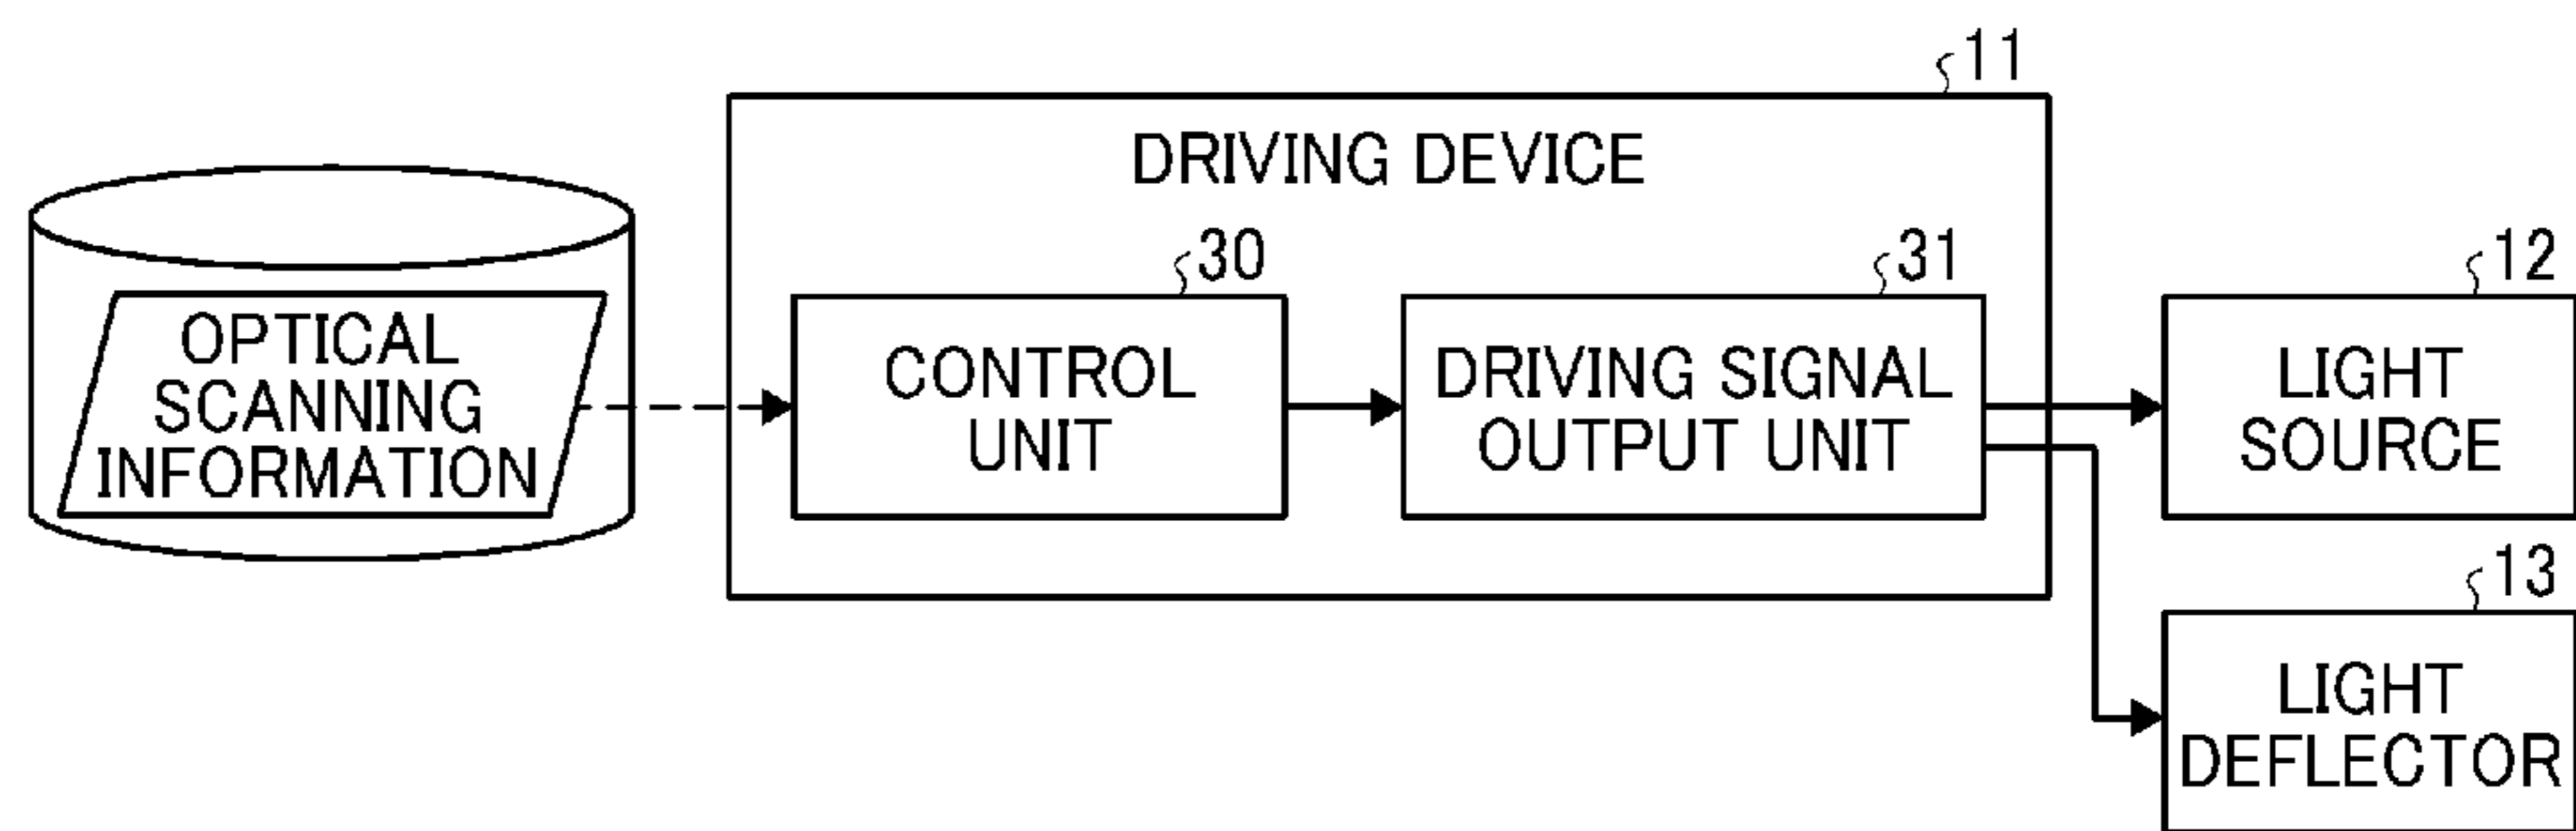 11
DRIVING DEVICE
30
31
12
OPTICAL
SCANNING
INFORMATION
CONTROL
UNIT
DRIVING SIGNAL
OUTPUT UNIT
LIGHT
SOURCE
13
LIGHT
DEFLECTOR